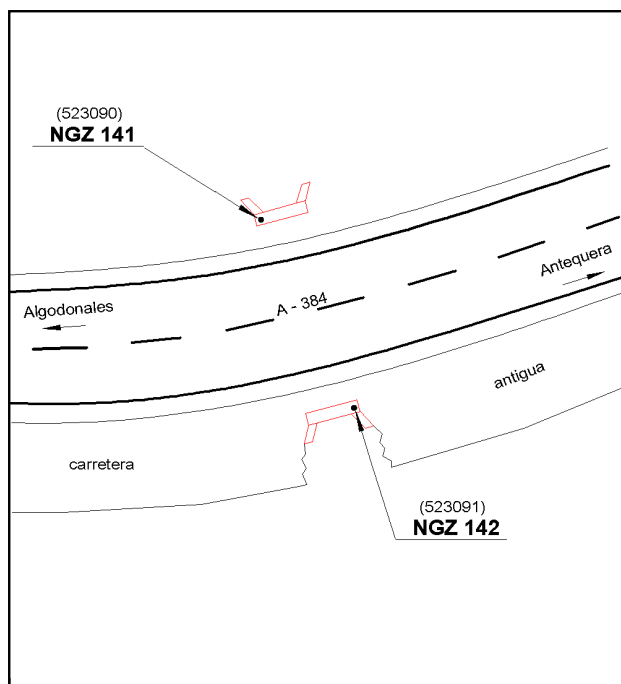 (523090)
NGZ 141
Antequera
A - 384
Algodonales
antigua
carretera
(523091)
NGZ 142